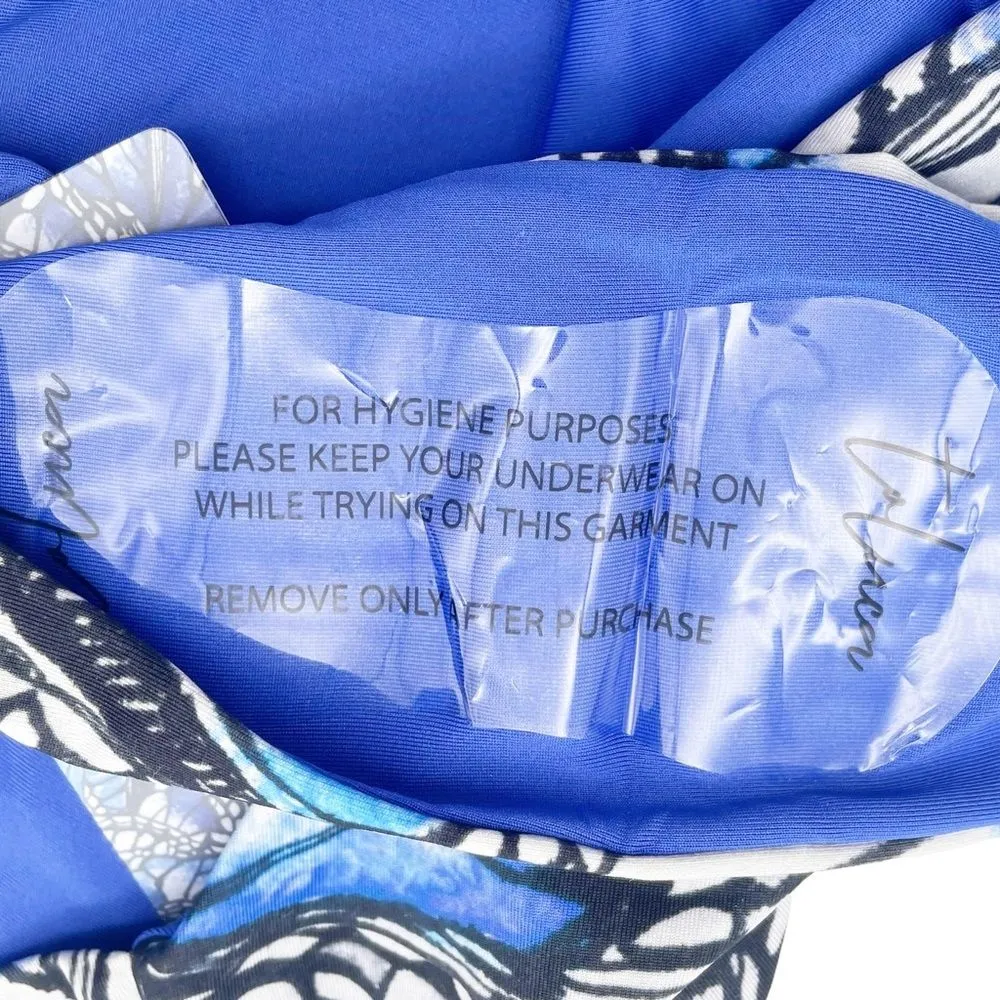 FOR HYGIENE PURPOSES
PLEASE KEEP YOUR UNDERWEAR ON
WHILE TRYING ON THIS GARMENT
REMOVE ONLY AFTER PURCHASE